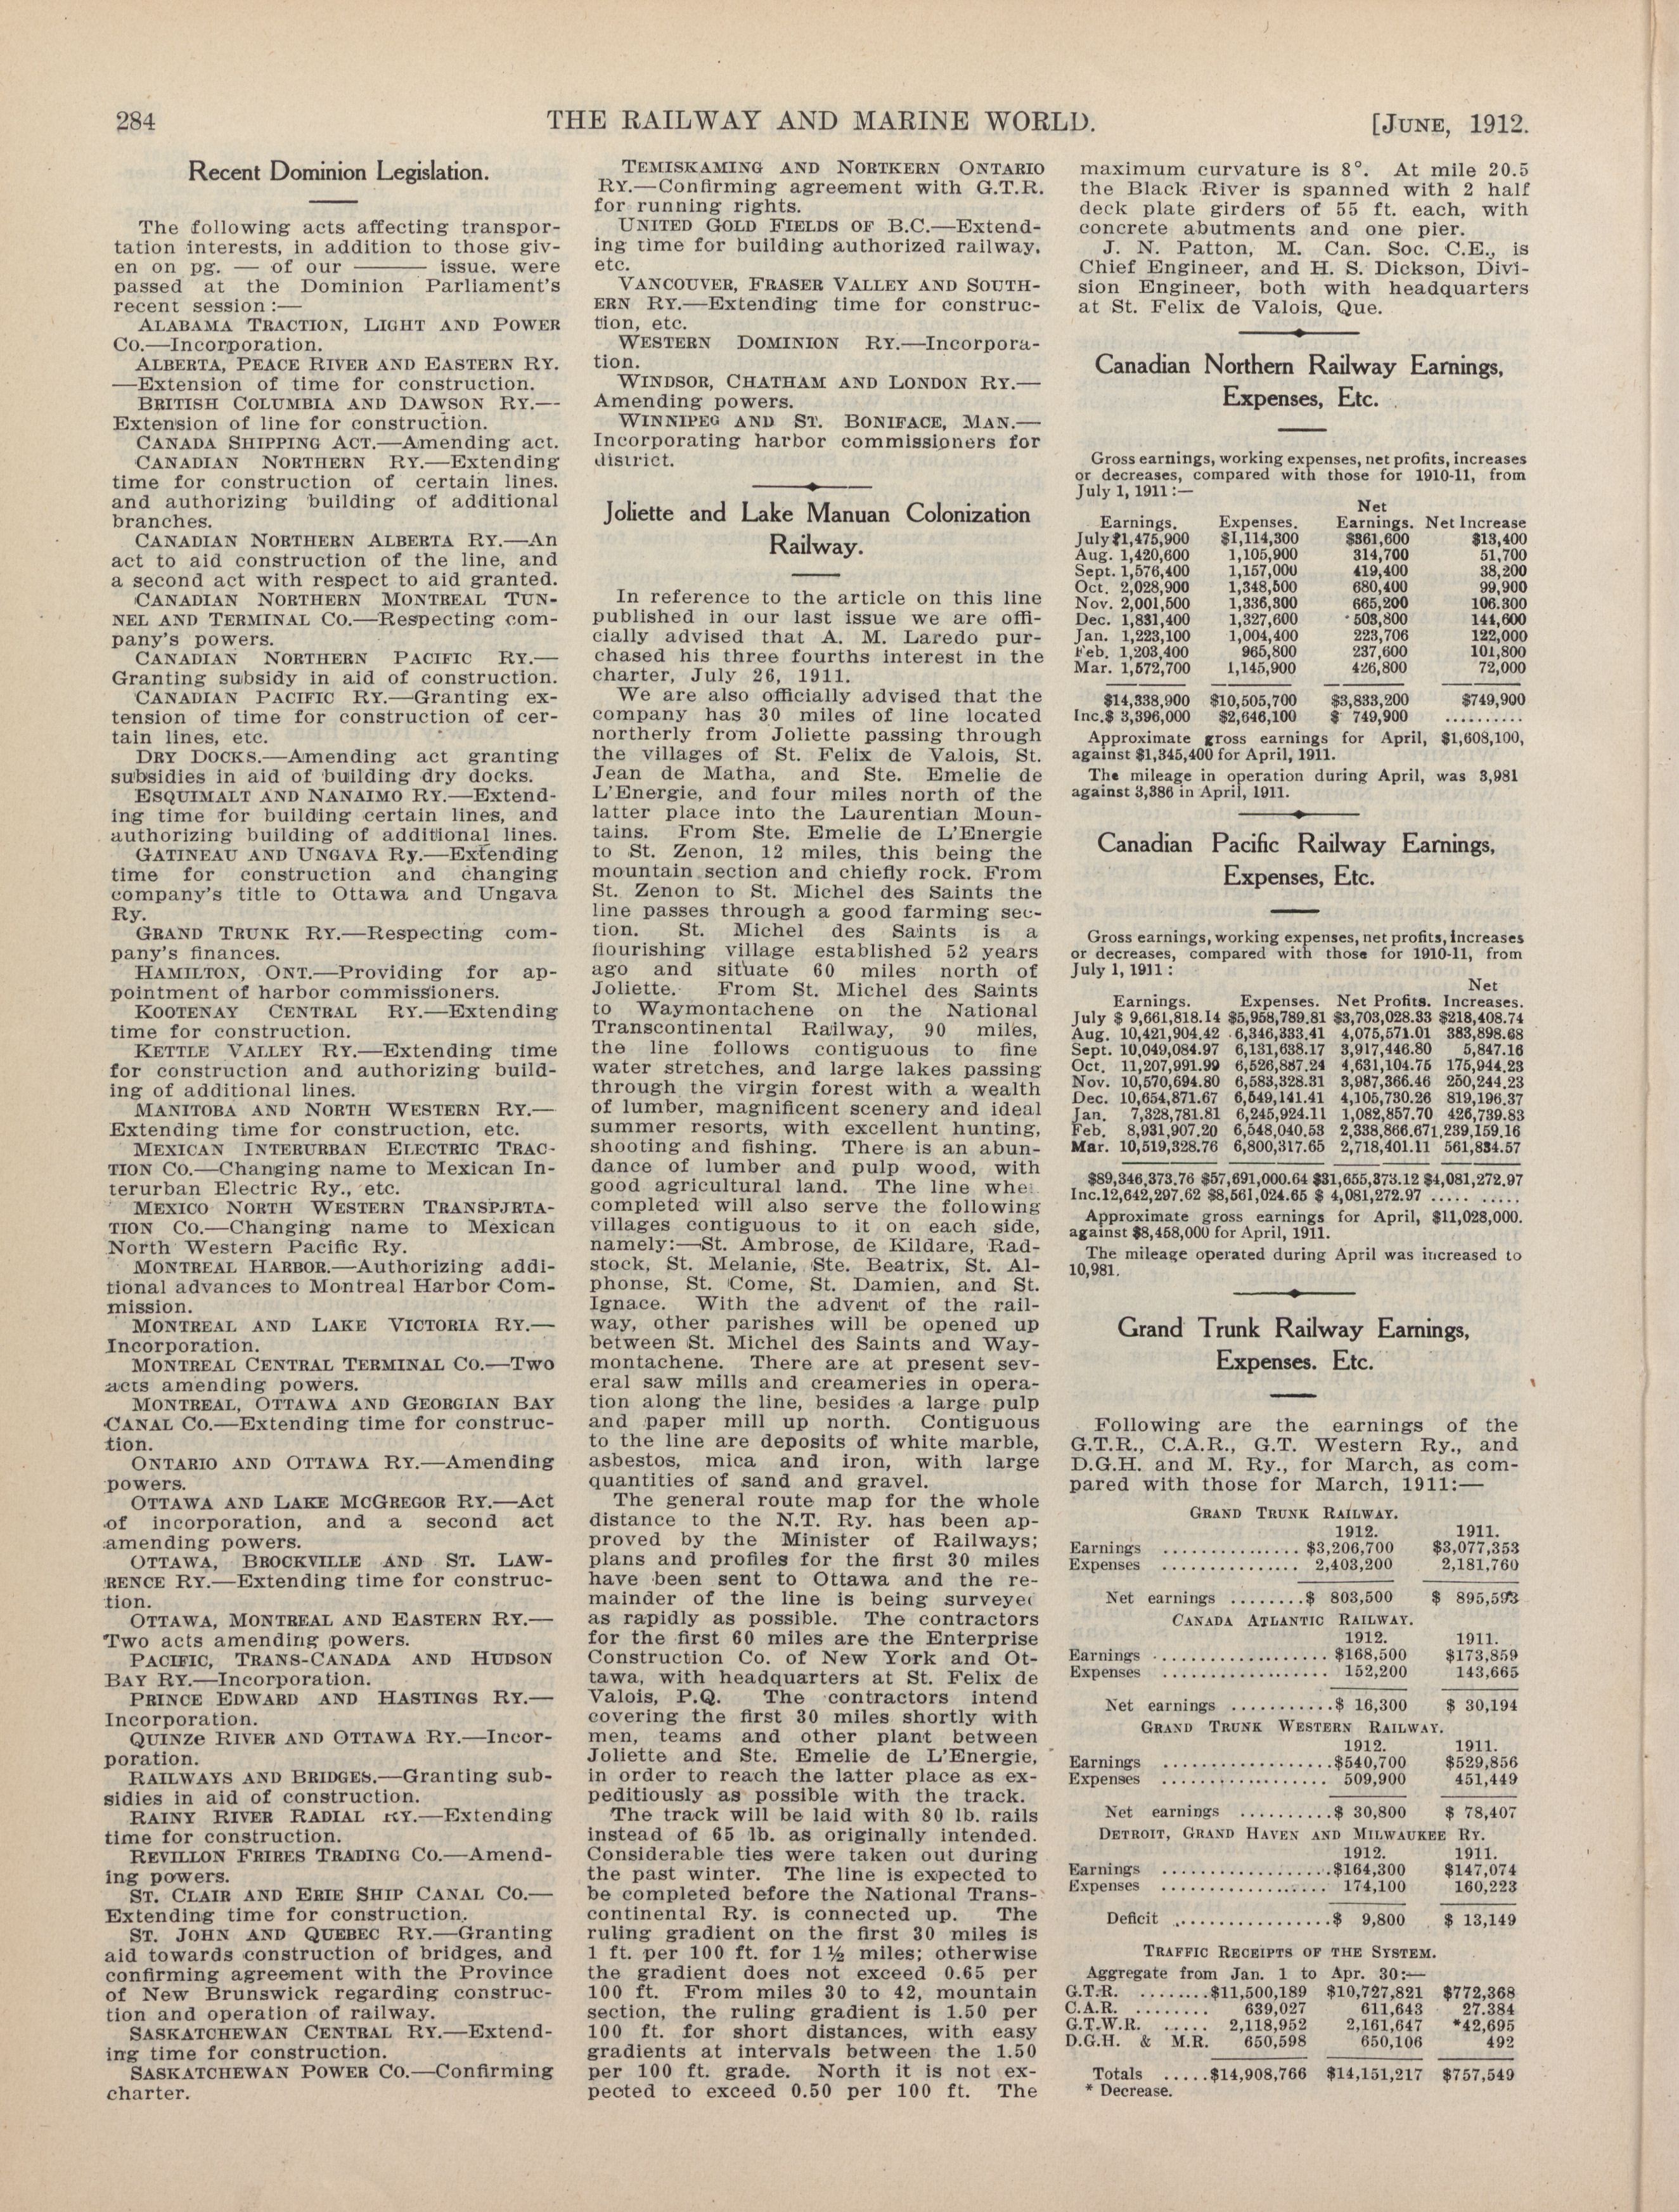 284
THE RAILWAY AND MARINE WORLD.
[JUNE, 1912.
Recent Dominion Legislation.
The following acts affecting transpor-
tation interests, in addition to those giv-
en on pg. — of our ——— issue. were
passed at the Dominion Parliament's
recent session :—
ALABAMA TRACTION, LIGHT AND POWER
Co.—Incorporation.
ALBERTA, PEACE RIVER AND EASTERN RY.
—Extension of time for construction.
BRITISH COLUMBIA AND DAWSON RY.—-
Extension of line for construction.
CANADA SHIPPING ACT.—Amending act.
CANADIAN NORTHERN RY.—Extending
time for construction of certain lines.
and authorizing building of additional
branches.
CANADIAN NORTHERN ALBERTA RY.—An
act to aid construction of the line, and
a second act with respect to aid granted.
CANADIAN NORTHERN MONTREAL TUN-
NEL AND TERMINAL Co.—Respecting com-
pany's powers.
CANADIAN NORTHERN PACIFIC RY.—
Granting subsidy in aid of construction.
CANADIAN PACIFIC RY.—Granting ex-
tension of time for construction of cer-
tain lines, etc.
DRY DOCKS.—Amending act granting
subsidies in aid of building dry docks.
ESQUIMALT AND NANAIMO RY.—Extend-
ing time for building certain lines, and
authorizing building of additional lines.
GATINEAU AND UNGAVA Ry.—Extending
time for construction and changing
company's title to Ottawa and Ungava
Ry.
GRAND TRUNK RY.—Respecting com-
pany's finances.
HAMILTON, ONT.—Providing for ap-
pointment of harbor commissioners.
KOOTENAY CENTRAL RY.—Extending
time for construction.
KETTLE VALLEY RY.—Extending time
for construction and authorizing build-
ing of additional lines.
MANITOBA AND NORTH WESTERN RY.—
Extending time for construction, etc.
MEXICAN INTERURBAN ELECTRIC TRAC-
TION Co.—Changing name to Mexican In-
terurban Electric Ry., etc.
MEXICO NORTH WESTERN TRANSPJRTA-
TION Co.—Changing name to Mexican
North Western Pacific Ry.
MONTREAL HARBOR.—Authorizing addi-
tional advances to Montreal Harbor Com-
mission.
MONTREAL AND LAKE VICTORIA RY.—
Incorporation.
MONTREAL CENTRAL TERMINAL Co.—Two
acts amending powers.
MONTREAL, OTTAWA AND GEORGIAN BAY
CANAL Co.—Extending time for construc-
tion.
ONTARIO AND OTTAWA RY.—Amending
powers.
OTTAWA AND LAKE MCGREGOR RY.—Act
of incorporation, and a second act
amending powers.
OTTAWA, BROCKVILLE AND ST. LAW-
RENCE RY.—Extending time for construc-
tion.
OTTAWA, MONTREAL AND EASTERN RY.—
Two acts amending powers.
PACIFIC, TRANS-CANADA AND HUDSON
BAY RY.—Incorporation.
PRINCE EDWARD AND HASTINGS RY.—
Incorporation.
QUINZe RIVER AND OTTAWA RY.—Incor-
poration.
RAILWAYS AND BRIDGES.—Granting sub-
sidies in aid of construction.
RAINY RIVER RADIAL RY.—Extending
time for construction.
REVILLON FRIRES TRADING Co.—Amend-
ing powers.
ST. CLAIR AND ERIE SHIP CANAL Co.—
Extending time for construction.
ST. JOHN AND QUEBEC RY.—Granting
aid towards construction of bridges, and
confirming agreement with the Province
of New Brunswick regarding construc-
tion and operation of railway.
SASKATCHEWAN CENTRAL RY.—Extend-
ing time for construction.
SASKATCHEWAN POWER Co.—Confirming
charter.
TEMISKAMING AND NORTKERN ONTARIO
RY.—Confirming agreement with G.T.R.
for running rights.
UNITED GOLD FIELDS OF B.C.—Extend-
ing time for building authorized railway,
etc.
VANCOUVER, FRASER VALLEY AND SOUTH-
ERN RY.—Extending time for construc-
tion, etc.
WESTERN DOMINION RY.—Incorpora-
tion.
WINDSOR, CHATHAM AND LONDON RY.—
Amending powers.
WINNIPEG AND ST. BONIFACE, MAN.—
Incorporating harbor commissioners for
district.
Joliette and Lake Manuan Colonization
Railway.
In reference to the article on this line
published in our last issue we are offi-
cially advised that A. M. Laredo pur-
chased his three fourths interest in the
charter, July 26, 1911.
We are also officially advised that the
company has 30 miles of line located
northerly from Joliette passing through
the villages of St. Felix de Valois, St.
Jean de Matha, and Ste. Emelie de
L'Energie, and four miles north of the
latter place into the Laurentian Moun-
tains. From Ste. Emelie de L'Energie
to St. Zenon, 12 miles, this being the
mountain section and chiefly rock. From
St. Zenon to St. Michel des Saints the
line passes through a good farming sec-
tion. St. Michel des Saints is a
flourishing village established 52 years
ago and situate 60 miles north of
Joliette. From St. Michel des Saints
to Waymontachene on the National
Transcontinental Railway, 90 miles,
the line follows contiguous to fine
water stretches, and large lakes passing
through the virgin forest with a wealth
of lumber, magnificent scenery and ideal
summer resorts, with excellent hunting,
shooting and fishing. There is an abun-
dance of lumber and pulp wood, with
good agricultural land. The line whe
completed will also serve the following
villages contiguous to it on each side,
namely:—St. Ambrose, de Kildare, Rad-
stock, St. Melanie, Ste. Beatrix, St. Al-
phonse, St. Come, St. Damien, and St.
Ignace. With the advent of the rail-
way, other parishes will be opened up
between St. Michel des Saints and Way-
montachene. There are at present sev-
eral saw mills and creameries in opera-
tion along the line, besides a large pulp
and paper mill up north. Contiguous
to the line are deposits of white marble,
asbestos, mica and iron, with large
quantities of sand and gravel.
The general route map for the whole
distance to the N.T. Ry. has been ap-
proved by the Minister of Railways;
plans and profiles for the first 30 miles
have been sent to Ottawa and the re-
mainder of the line is being surveyed
as rapidly as possible. The contractors
for the first 60 miles are the Enterprise
Construction Co. of New York and Ot-
tawa, with headquarters at St. Felix de
Valois, P.Q. The contractors intend
covering the first 30 miles shortly with
men, teams and other plant between
Joliette and Ste. Emelie de L'Energie,
in order to reach the latter place as ex-
peditiously as possible with the track.
The track will be laid with 80 lb. rails
instead of 65 lb. as originally intended.
Considerable ties were taken out during
the past winter. The line is expected to
be completed before the National Trans-
continental Ry. is connected up. The
ruling gradient on the first 30 miles is
1 ft. per 100 ft. for 1½ miles; otherwise
the gradient does not exceed 0.65 per
100 ft. From miles 30 to 42, mountain
section, the ruling gradient is 1.50 per
100 ft. for short distances, with easy
gradients at intervals between the 1.50
per 100 ft. grade. North it is not ex-
pected to exceed 0.50 per 100 ft. The
maximum curvature is 8°. At mile 20.5
the Black River is spanned with 2 half
deck plate girders of 55 ft. each, with
concrete abutments and one pier.
J. N. Patton, M. Can. Soc. C.E., is
Chief Engineer, and H. S. Dickson, Divi-
sion Engineer, both with headquarters
at St. Felix de Valois, Que.
Canadian Northern Railway Earnings,
Expenses, Etc.
Gross earnings, working expenses, net profits, increases
or decreases, compared with those for 1910-11, from
July 1, 1911:—
Net
Earnings. Expenses. Earnings. Net Increase
July $1,475,900 $1,114,300 $361,600 $13,400
Aug. 1,420,600 1,105,900 314,700 51,700
Sept. 1,576,400 1,157,000 419,400 38,200
Oct. 2,028,900 1,348,500 680,400 99,900
Nov. 2,001,500 1,336,300 665,200 106.300
Dec. 1,831,400 1,327,600 503,800 144,600
Jan. 1,223,100 1,004,400 223,706 122,000
Feb. 1,203,400 965,800 237,600 101,800
Mar. 1,572,700 1,145,900 426,800 72,000
$14,338,900 $10,505,700 $3,833,200 $749,900
Inc.$ 3,396,000 $2,646,100 $ 749,900 ..........
Approximate gross earnings for April, $1,608,100,
against $1,345,400 for April, 1911.
The mileage in operation during April, was 3,981
against 3,386 in April, 1911.
Canadian Pacific Railway Earnings,
Expenses, Etc.
Gross earnings, working expenses, net profits, increases
or decreases, compared with those for 1910-11, from
July 1, 1911 :
Net
Earnings. Expenses. Net Profits. Increases.
July $ 9,661,818.14 $5,958,789.81 $3,703,028.33 $218,408.74
Aug. 10,421,904.42 6,346,333.41 4,075,571.01 383,898.68
Sept. 10,049,084.97 6,131,638.17 3,917,446.80 5,847.16
Oct. 11,207,991.99 6,526,887.24 4,631,104.75 175,944.23
Nov. 10,570,694.80 6,583,328.31 3,987,366.46 250,244.23
Dec. 10,654,871.67 6,549,141.41 4,105,730.26 819,196.37
Jan. 7,328,781.81 6,245,924.11 1,082,857.70 426,739.83
Feb. 8,931,907.20 6,548,040.53 2,338,866.67 1,239,159.16
Mar. 10,519,328.76 6,800,317.65 2,718,401.11 561,834.57
$89,346,373.76 $57,691,000.64 $31,655,373.12 $4,081,272.97
Inc.12,642,297.62 $8,561,024.65 $ 4,081,272.97 ..... .....
Approximate gross earnings for April, $11,028,000.
against $8,458,000 for April, 1911.
The mileage operated during April was increased to
10,981.
Grand Trunk Railway Earnings,
Expenses. Etc.
Following are the earnings of the
G.T.R., C.A.R., G.T. Western Ry., and
D.G.H. and M. Ry., for March, as com-
pared with those for March, 1911:—
GRAND TRUNK RAILWAY.
1912. 1911.
Earnings ............... $3,206,700 $3,077,353
Expenses ............... 2,403,200 2,181,760
Net earnings ........$ 803,500 $ 895,593
CANADA ATLANTIC RAILWAY.
1912. 1911.
Earnings ................... $168,500 $173,859
Expenses .................. 152,200 143,665
Net earnings ...........$ 16,300 $ 30,194
GRAND TRUNK WESTERN RAILWAY.
1912. 1911.
Earnings ..................$540,700 $529,856
Expenses .................. 509,900 451,449
Net earnings ..........$ 30,800 $ 78,407
DETROIT, GRAND HAVEN AND MILWAUKEE RY.
1912. 1911.
Earnings ..................$164,300 $147,074
Expenses .................. 174,100 160,223
Deficit ................$ 9,800 $ 13,149
TRAFFIC RECEIPTS OF THE SYSTEM.
Aggregate from Jan. 1 to Apr. 30:—
G.T.R. ........$11,500,189 $10,727,821 $772,368
C.A.R. ........ 639,027 611,643 27.384
G.T.W.R. ..... 2,118,952 2,161,647 *42,695
D.G.H. & M.R. 650,598 650,106 492
Totals .....$14,908,766 $14,151,217 $757,549
* Decrease.